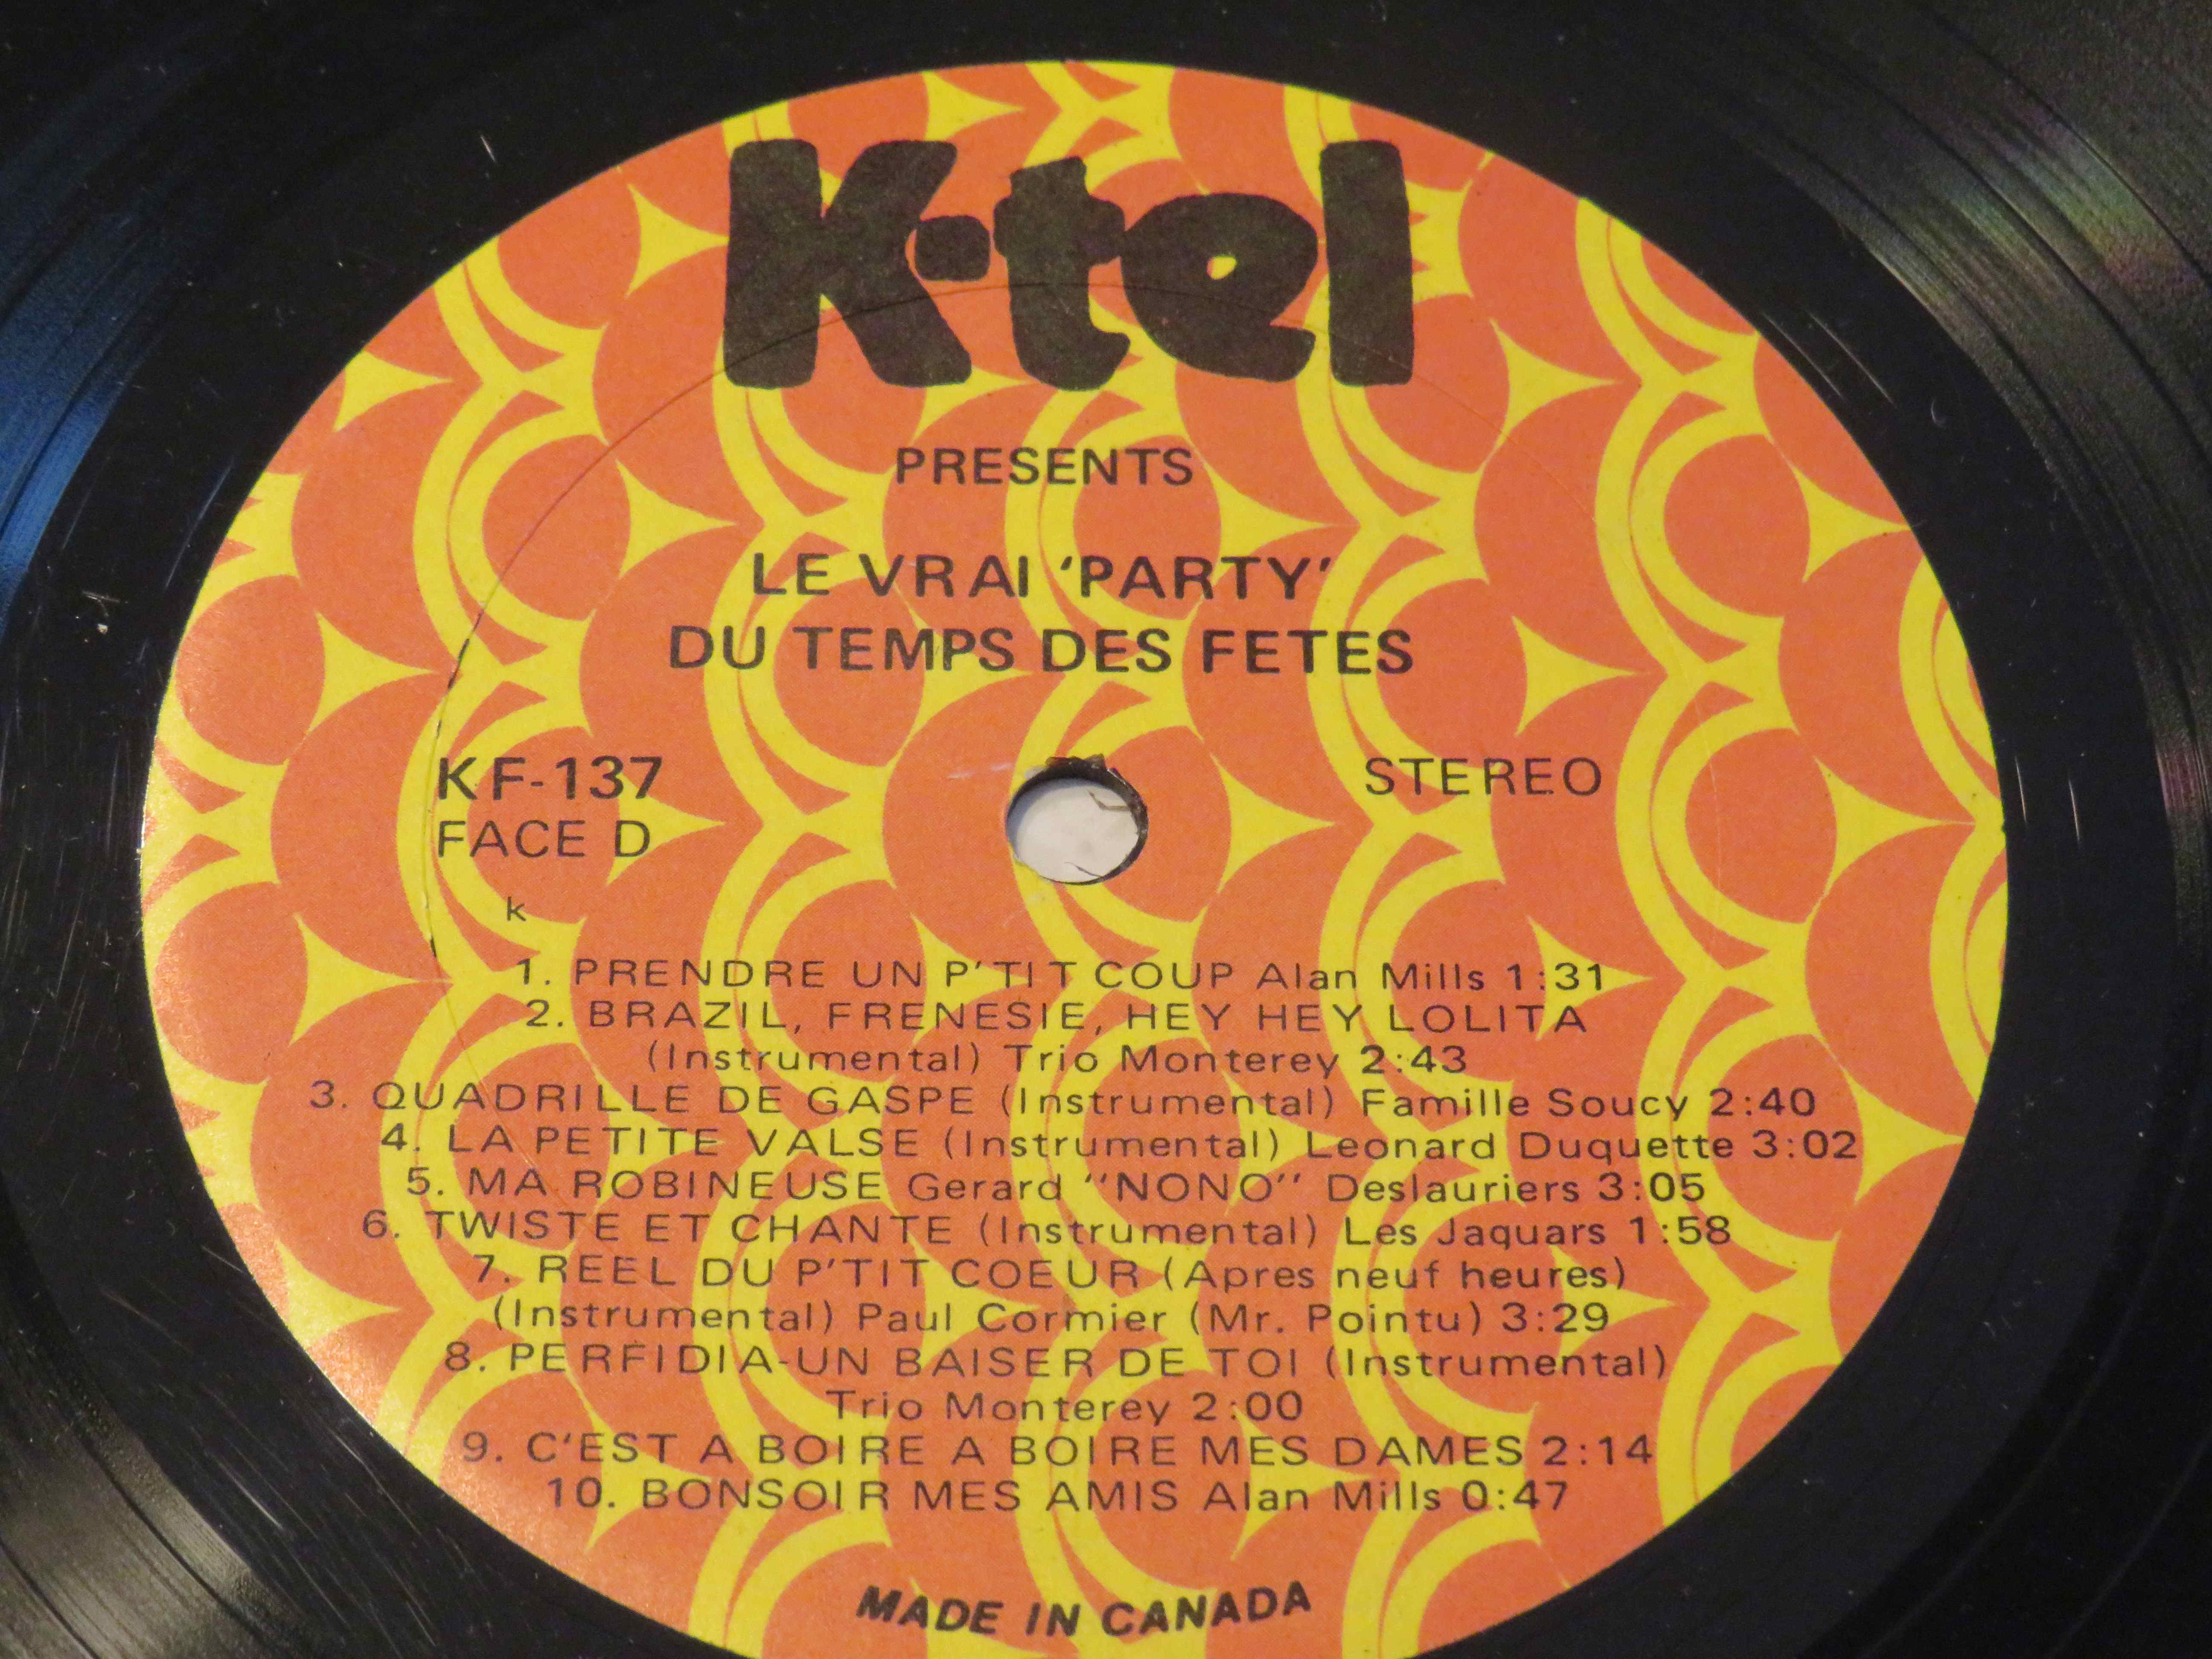 K-tel
PRESENTS
LE VRAI 'PARTY'
DU TEMPS DES FETES
KF-137
STEREO
FACE D
k
1. PRENDRE UN P'TIT COUP Alan Mills 1:31
2. BRAZIL, FRENESIE, HEY HEY LOLITA
(Instrumental) Trio Monterey 2:43
3. QUADRILLE DE GASPE (Instrumental) Famille Soucy 2:40
4. LA PETITE VALSE (Instrumental) Leonard Duquette 3:02
5. MA ROBINEUSE Gerard "NONO" Deslauriers 3:05
6. TWISTE ET CHANTE (Instrumental) Les Jaquars 1:58
7. REEL DU P'TIT COEUR (Apres neuf heures)
(Instrumental) Paul Cormier (Mr. Pointu) 3:29
8. PERFIDIA-UN BAISER DE TOI (Instrumental)
Trio Monterey 2:00
9. C'EST A BOIRE A BOIRE MES DAMES 2:14
10. BONSOIR MES AMIS Alan Mills 0:47
MADE IN CANADA